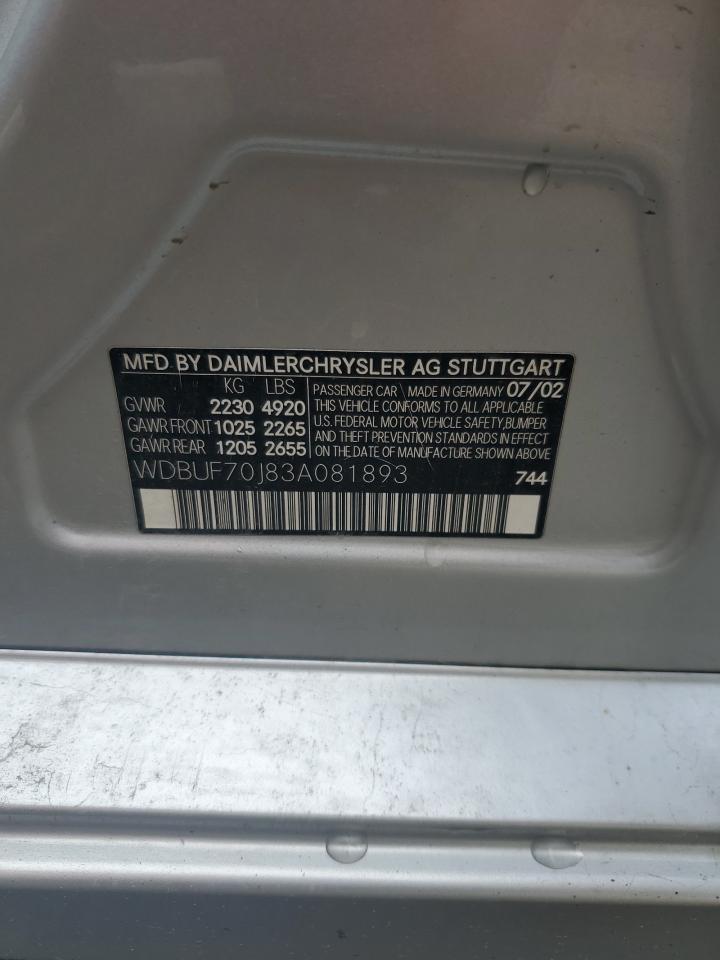 MFD BY DAIMLERCHRYSLER AG STUTTGART
KG LBS
GVWR 2230 4920
GAWR FRONT 1025 2265
GAWR REAR 1205 2655
PASSENGER CAR MADE IN GERMANY 07/02
THIS VEHICLE CONFORMS TO ALL APPLICABLE
U.S. FEDERAL MOTOR VEHICLE SAFETY, BUMPER
AND THEFT PREVENTION STANDARDS IN EFFECT
ON THE DATE OF MANUFACTURE SHOWN ABOVE
WDBUF70J83A081893
744